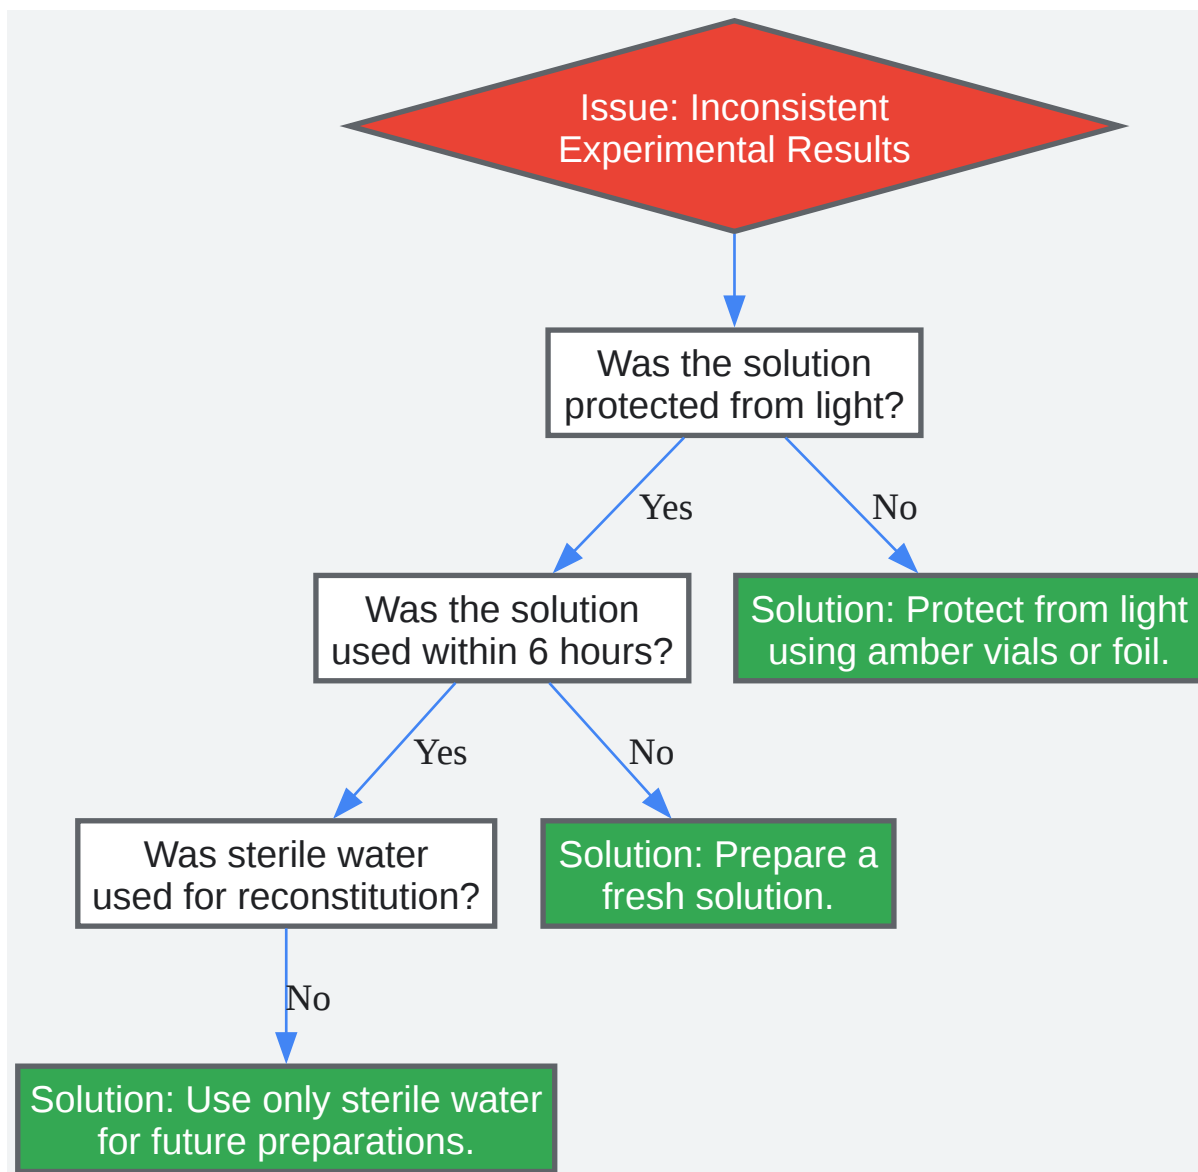 Issue: Inconsistent
Experimental Results
Was the solution
protected from light?
Yes
No
Was the solution
used within 6 hours?
Solution: Protect from light
using amber vials or foil.
Yes
No
Was sterile water
used for reconstitution?
Solution: Prepare a
fresh solution.
No
Solution: Use only sterile water
for future preparations.